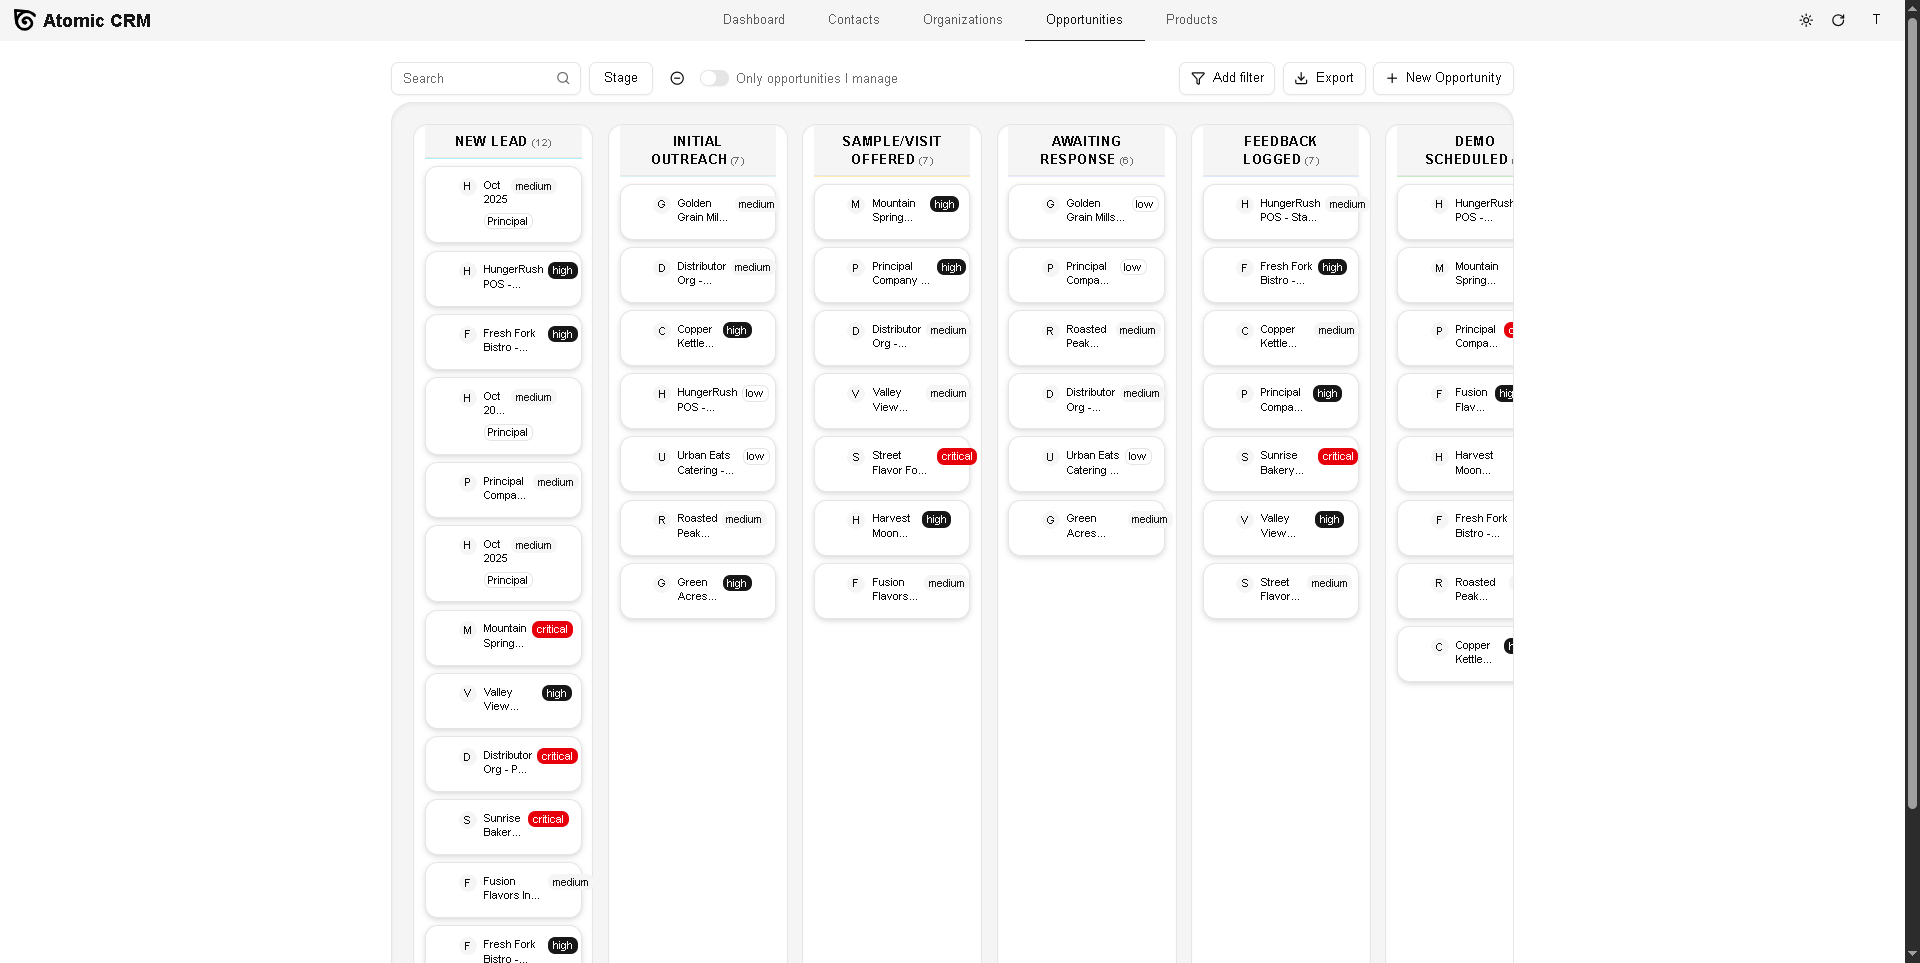 Atomic CRM
Dashboard
Contacts
Organizations
Opportunities
Products
T
Search
Stage
Only opportunities I manage
Add filter
Export
New Opportunity
NEW LEAD (12)
H
Oct
2025
medium
Principal
H
HungerRush
POS -...
high
F
Fresh Fork
Bistro -...
high
H
Oct
20...
medium
Principal
P
Principal
Compa...
medium
H
Oct
2025
medium
Principal
M
Mountain
Spring...
critical
V
Valley
View...
high
D
Distributor
Org - P...
critical
S
Sunrise
Baker...
critical
F
Fusion
Flavors In...
medium
F
Fresh Fork
Bistro -...
high
INITIAL
OUTREACH (7)
G
Golden
Grain Mil...
medium
D
Distributor
Org -...
medium
C
Copper
Kettle...
high
H
HungerRush
POS -...
low
U
Urban Eats
Catering -...
low
R
Roasted
Peak...
medium
G
Green
Acres...
high
SAMPLE/VISIT
OFFERED (7)
M
Mountain
Spring...
high
P
Principal
Company ...
high
D
Distributor
Org -...
medium
V
Valley
View...
medium
S
Street
Flavor Fo...
critical
H
Harvest
Moon...
high
F
Fusion
Flavors...
medium
AWAITING
RESPONSE (6)
G
Golden
Grain Mills...
low
P
Principal
Compa...
low
R
Roasted
Peak...
medium
D
Distributor
Org -...
medium
U
Urban Eats
Catering ...
low
G
Green
Acres...
medium
FEEDBACK
LOGGED (7)
H
HungerRush
POS - Sta...
medium
F
Fresh Fork
Bistro -...
high
C
Copper
Kettle...
medium
P
Principal
Compa...
high
S
Sunrise
Bakery...
critical
V
Valley
View...
high
S
Street
Flavor...
medium
DEMO
SCHEDULED
H
HungerRush
POS -...
M
Mountain
Spring...
P
Principal
Compa...
F
Fusion
Flav...
H
Harvest
Moon...
F
Fresh Fork
Bistro -...
R
Roasted
Peak...
C
Copper
Kettle...